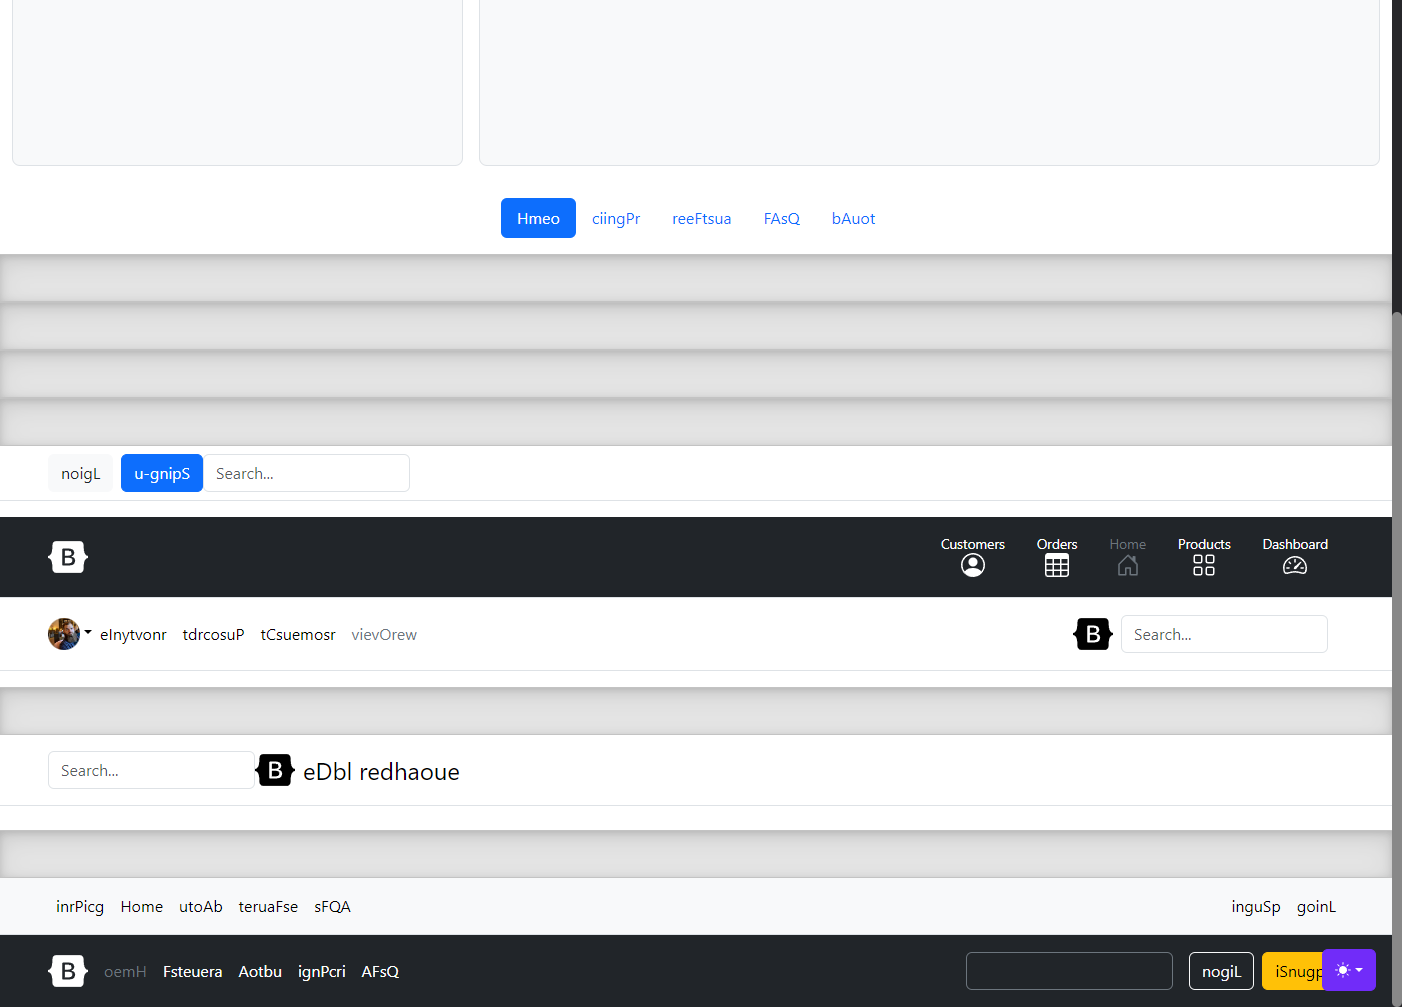 Hmeo ciingPr reeFtsua FAsQ bAuot
noigL u-gnipS Search...
B Customers Orders Home Products Dashboard
eInytvonr tdrcosuP tCsuemosr vievOrew B Search...
Search... B eDbl redhaoue
inrPicg Home utoAb teruaFse sFQA inguSp goinL
B oemH Fsteuera Aotbu ignPcri AFsQ nogiL iSnugp